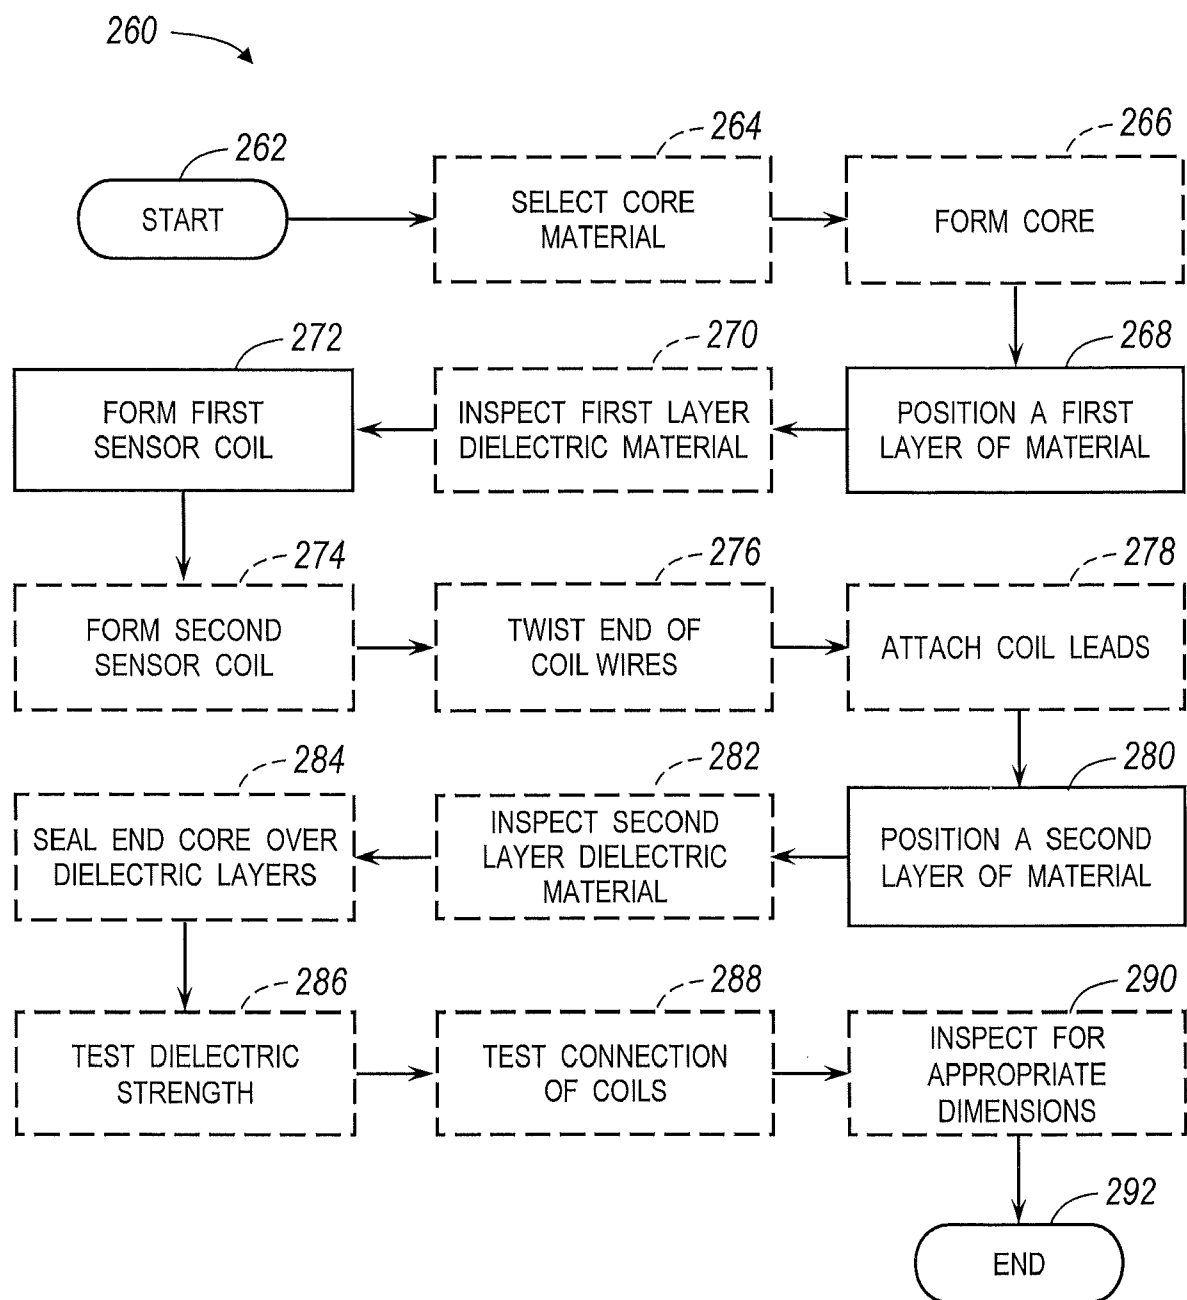 260
262
START
264
SELECT CORE
MATERIAL
266
FORM CORE
268
POSITION A FIRST
LAYER OF MATERIAL
270
INSPECT FIRST LAYER
DIELECTRIC MATERIAL
272
FORM FIRST
SENSOR COIL
274
FORM SECOND
SENSOR COIL
276
TWIST END OF
COIL WIRES
278
ATTACH COIL LEADS
280
POSITION A SECOND
LAYER OF MATERIAL
282
INSPECT SECOND
LAYER DIELECTRIC
MATERIAL
284
SEAL END CORE OVER
DIELECTRIC LAYERS
286
TEST DIELECTRIC
STRENGTH
288
TEST CONNECTION
OF COILS
290
INSPECT FOR
APPROPRIATE
DIMENSIONS
292
END